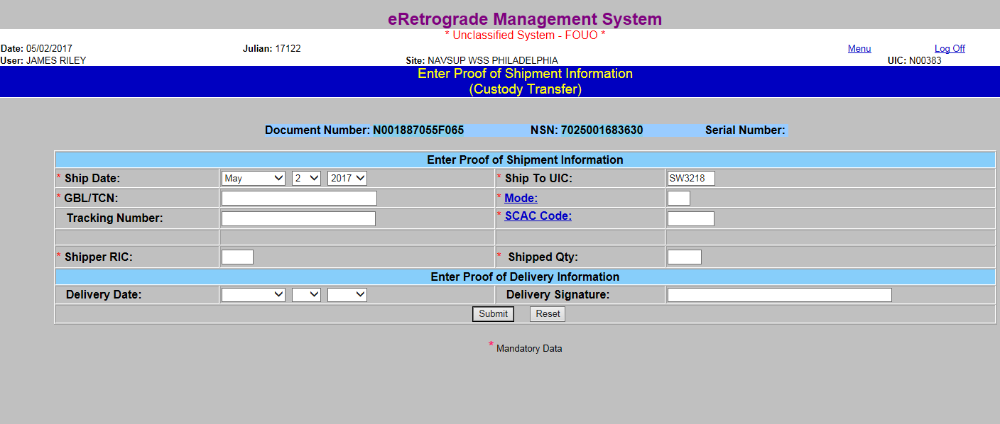 eRetrograde Management System
* Unclassified System - FOUO *
Date: 05/02/2017 Julian: 17122 Menu Log Off
User: JAMES RILEY Site: NAVSUP WSS PHILADELPHIA UIC: N00383
Enter Proof of Shipment Information
(Custody Transfer)
Document Number: N001887055F065 NSN: 7025001683630 Serial Number:
Enter Proof of Shipment Information
* Ship Date: May 2 2017 * Ship To UIC: SW3218
* GBL/TCN: * Mode:
Tracking Number: * SCAC Code:
* Shipper RIC: * Shipped Qty:
Enter Proof of Delivery Information
Delivery Date: Delivery Signature:
Submit Reset
* Mandatory Data